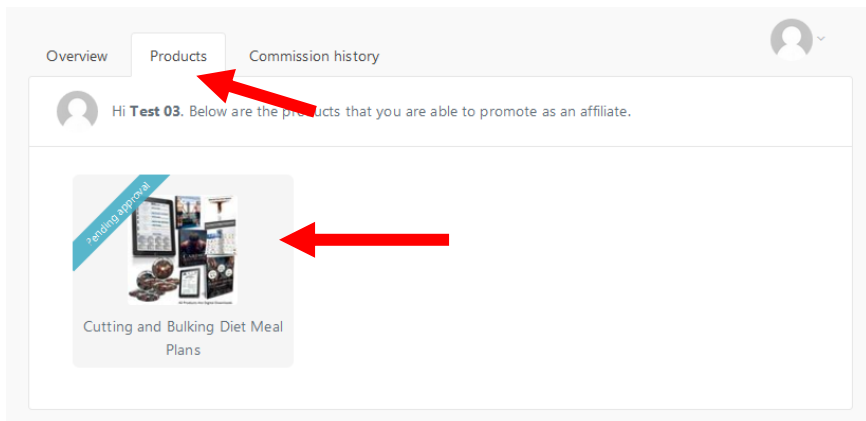 Overview Products Commission history
Hi Test 03. Below are the products that you are able to promote as an affiliate.
Pending approval
Cutting and Bulking Diet Meal
Plans